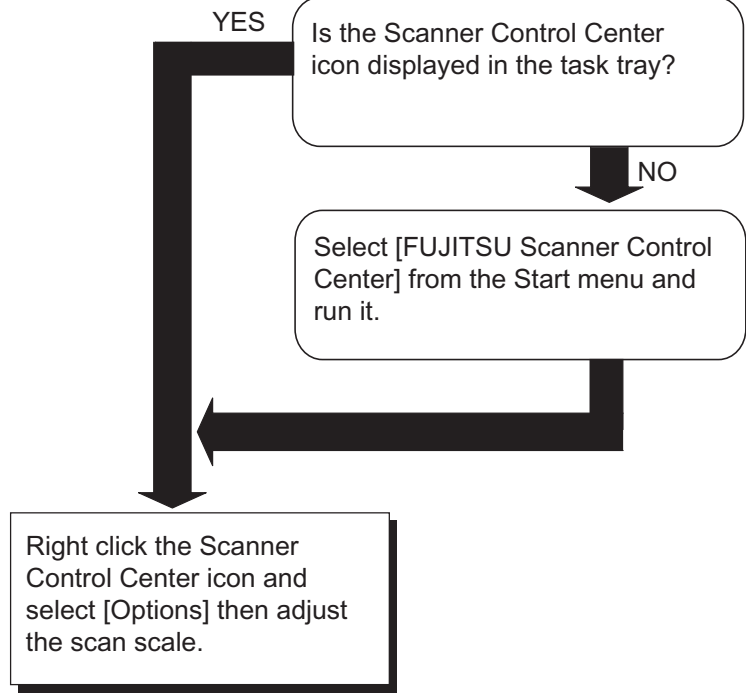 YES
Is the Scanner Control Center
icon displayed in the task tray?
NO
Select [FUJITSU Scanner Control
Center] from the Start menu and
run it.
Right click the Scanner
Control Center icon and
select [Options] then adjust
the scan scale.